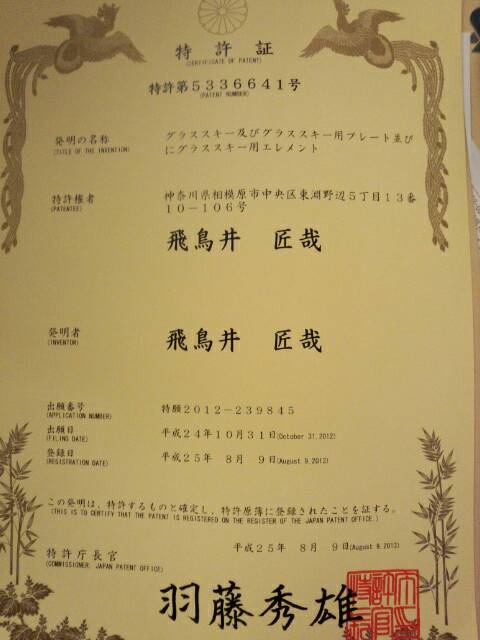 特許証
(CERTIFICATE OF PATENT)
特許第5336641号
(PATENT NUMBER)
発明の名称
(TITLE OF THE INVENTION)
グラススキー及びグラススキー用プレート並び
にグラススキー用エレメント
特許権者
(PATENTEE)
神奈川県相模原市中央区東淵野辺5丁目13番
10-106号
飛鳥井 匠哉
発明者
(INVENTOR)
飛鳥井 匠哉
出願番号
(APPLICATION NUMBER)
特願2012-239845
出願日
(FILING DATE)
平成24年10月31日(October 31,2012)
登録日
(REGISTRATION DATE)
平成25年 8月 9日(August 9,2013)
この発明は、特許するものと確定し、特許原簿に登録されたことを証する。
(THIS IS TO CERTIFY THAT THE PATENT IS REGISTERED ON THE REGISTER OF THE JAPAN PATENT OFFICE.)
平成25年 8月 9日(August 9,2013)
特許庁長官
(COMMISSIONER, JAPAN PATENT OFFICE)
羽藤秀雄